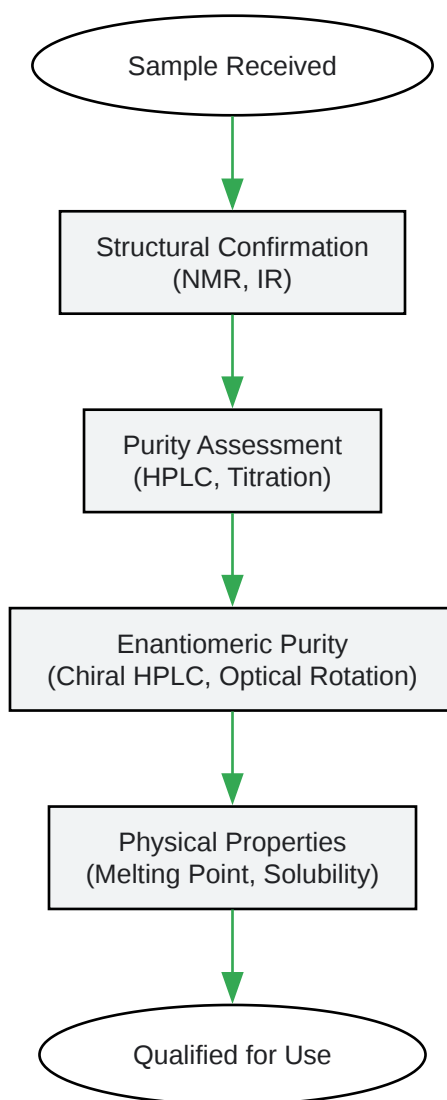 Sample Received
Structural Confirmation
(NMR, IR)
Purity Assessment
(HPLC, Titration)
Enantiomeric Purity
(Chiral HPLC, Optical Rotation)
Physical Properties
(Melting Point, Solubility)
Qualified for Use